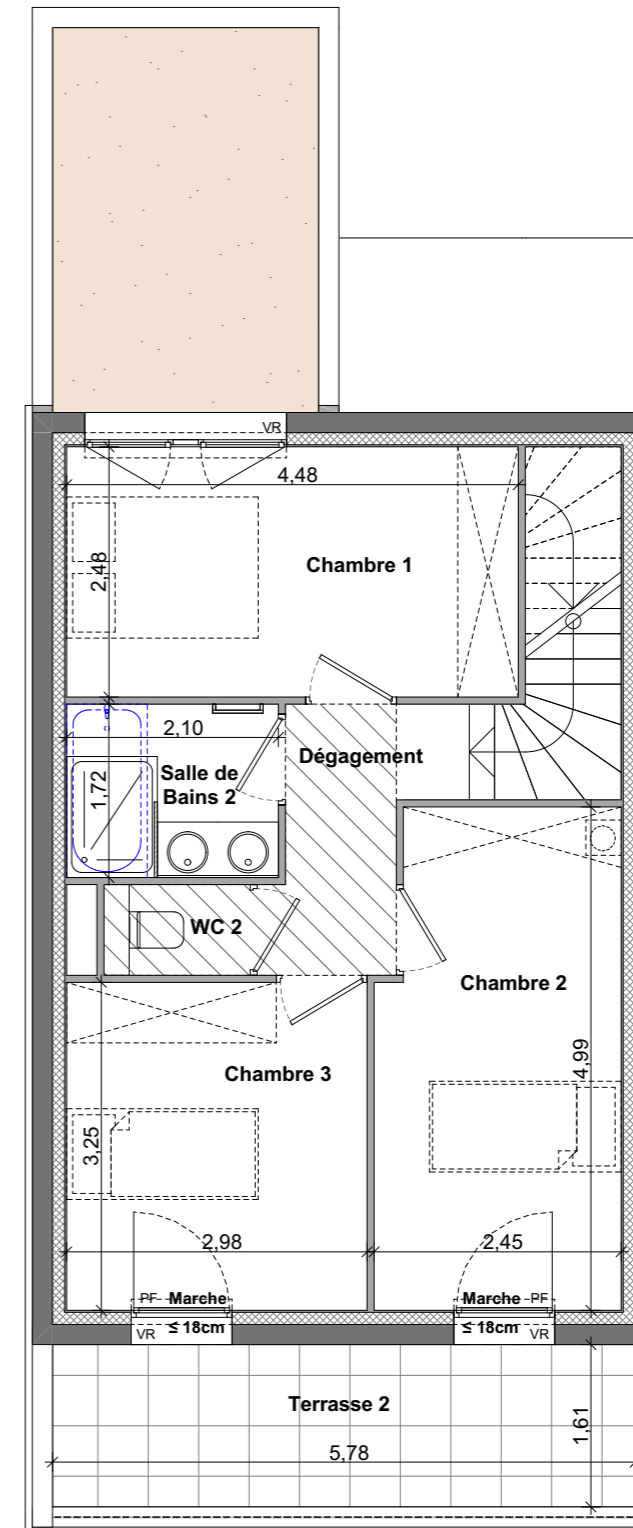 VR
4,48
2,48
Chambre 1
2,10
Dégagement
Salle de
Bains 2
1,72
WC 2
Chambre 2
Chambre 3
4,99
3,25
2,98
2,45
PF
Marche
Marche
PF
VR
≤ 18cm
≤ 18cm
VR
Terrasse 2
1,61
5,78